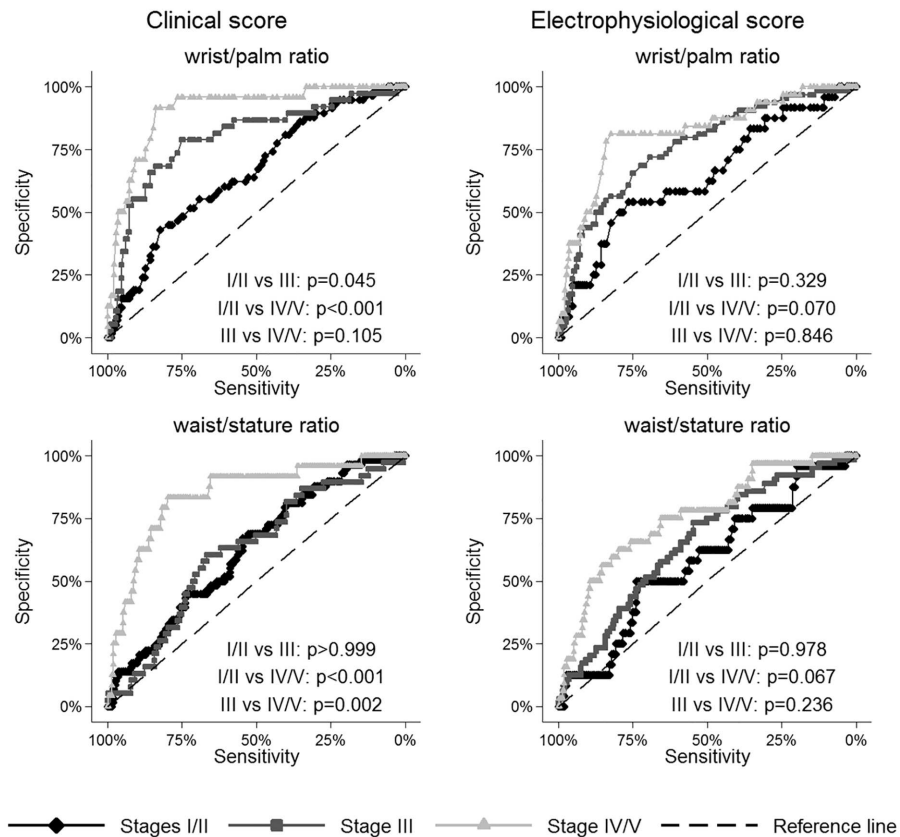 Clinical score
Electrophysiological score
wrist/palm ratio
100%
75%
50%
25%
0%
Specificity
I/II vs III: p=0.045
I/II vs IV/V: p<0.001
III vs IV/V: p=0.105
100% 75% 50% 25% 0%
Sensitivity
wrist/palm ratio
100%
75%
50%
25%
0%
Specificity
I/II vs III: p=0.329
I/II vs IV/V: p=0.070
III vs IV/V: p=0.846
100% 75% 50% 25% 0%
Sensitivity
waist/stature ratio
100%
75%
50%
25%
0%
Specificity
I/II vs III: p>0.999
I/II vs IV/V: p<0.001
III vs IV/V: p=0.002
100% 75% 50% 25% 0%
Sensitivity
waist/stature ratio
100%
75%
50%
25%
0%
Specificity
I/II vs III: p=0.978
I/II vs IV/V: p=0.067
III vs IV/V: p=0.236
100% 75% 50% 25% 0%
Sensitivity
Stages I/II Stage III Stage IV/V Reference line